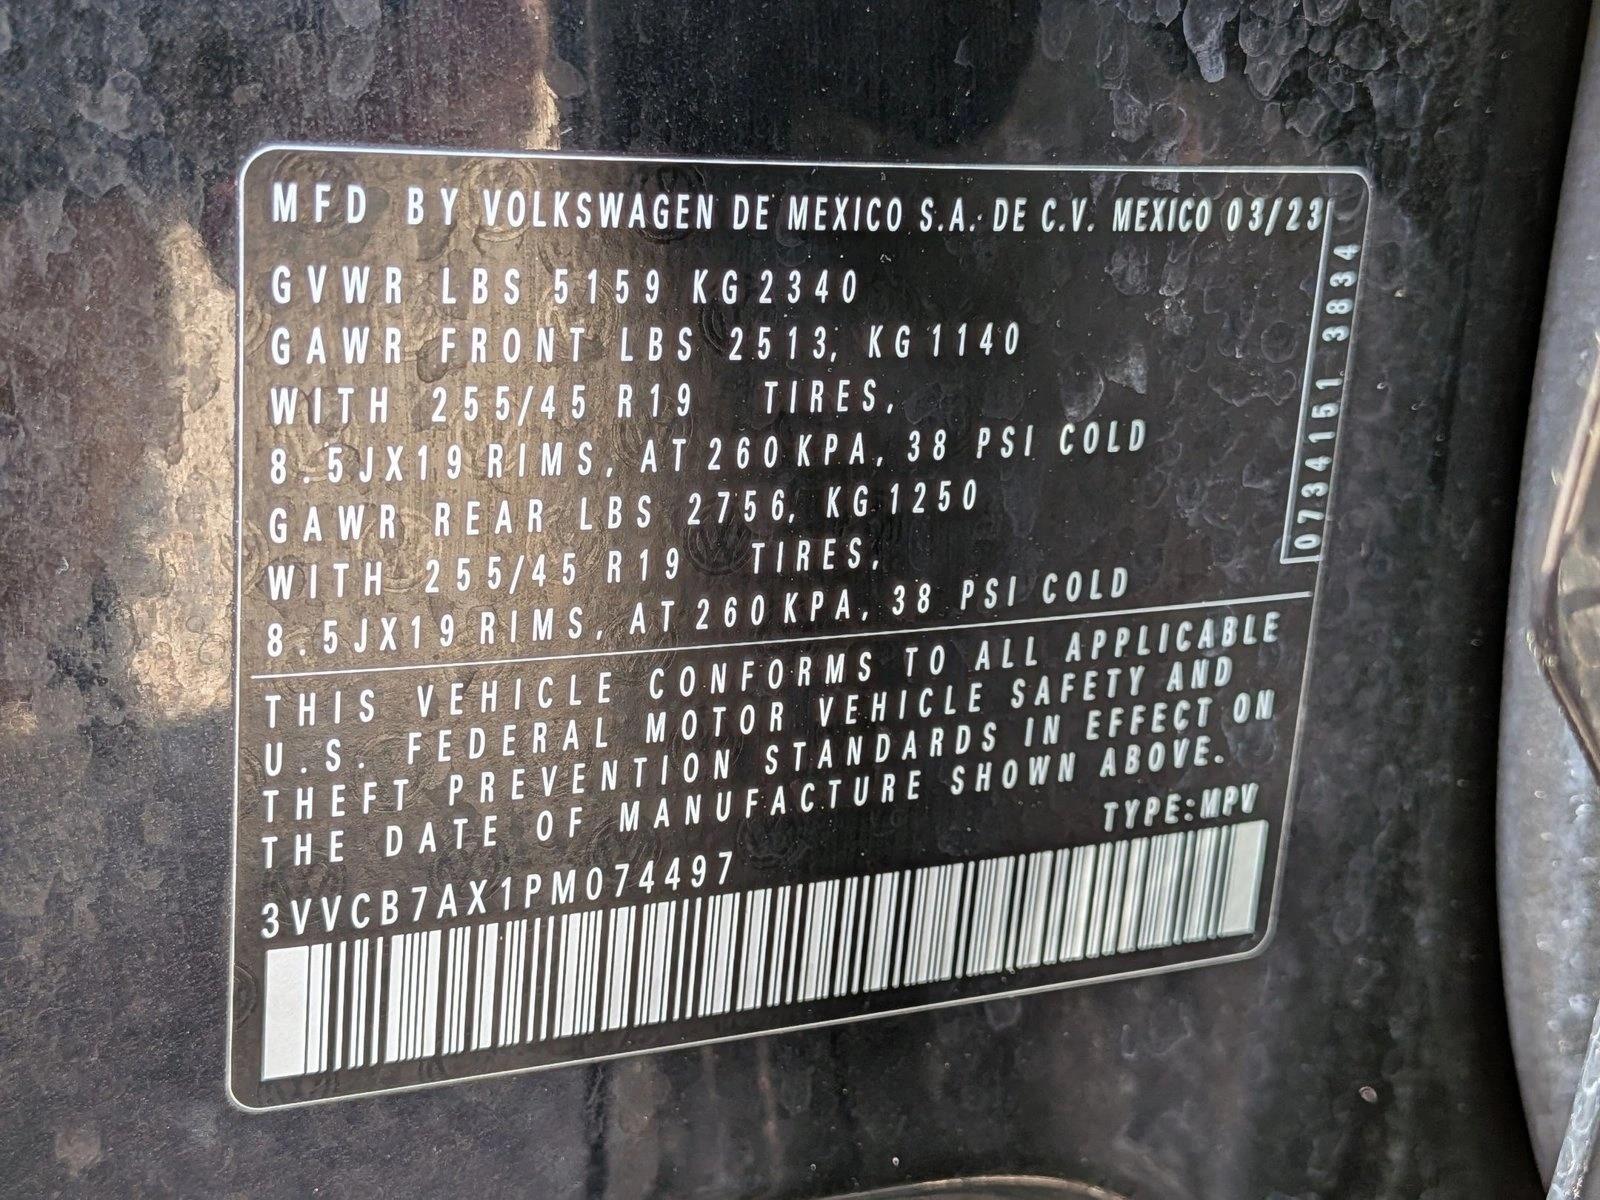 MFD BY VOLKSWAGEN DE MEXICO S.A. DE C.V. MEXICO 03/23
GVWR LBS 5159 KG 2340
GAWR FRONT LBS 2513, KG 1140
WITH 255/45 R19 TIRES,
8.5JX19 RIMS, AT 260 KPA, 38 PSI COLD
GAWR REAR LBS 2756, KG 1250
WITH 255/45 R19 TIRES,
8.5JX19 RIMS, AT 260 KPA, 38 PSI COLD
0734151 3834
THIS VEHICLE CONFORMS TO ALL APPLICABLE
U.S. FEDERAL MOTOR VEHICLE SAFETY AND
THEFT PREVENTION STANDARDS IN EFFECT ON
THE DATE OF MANUFACTURE SHOWN ABOVE.
TYPE:MPV
3VVCB7AX1PM074497